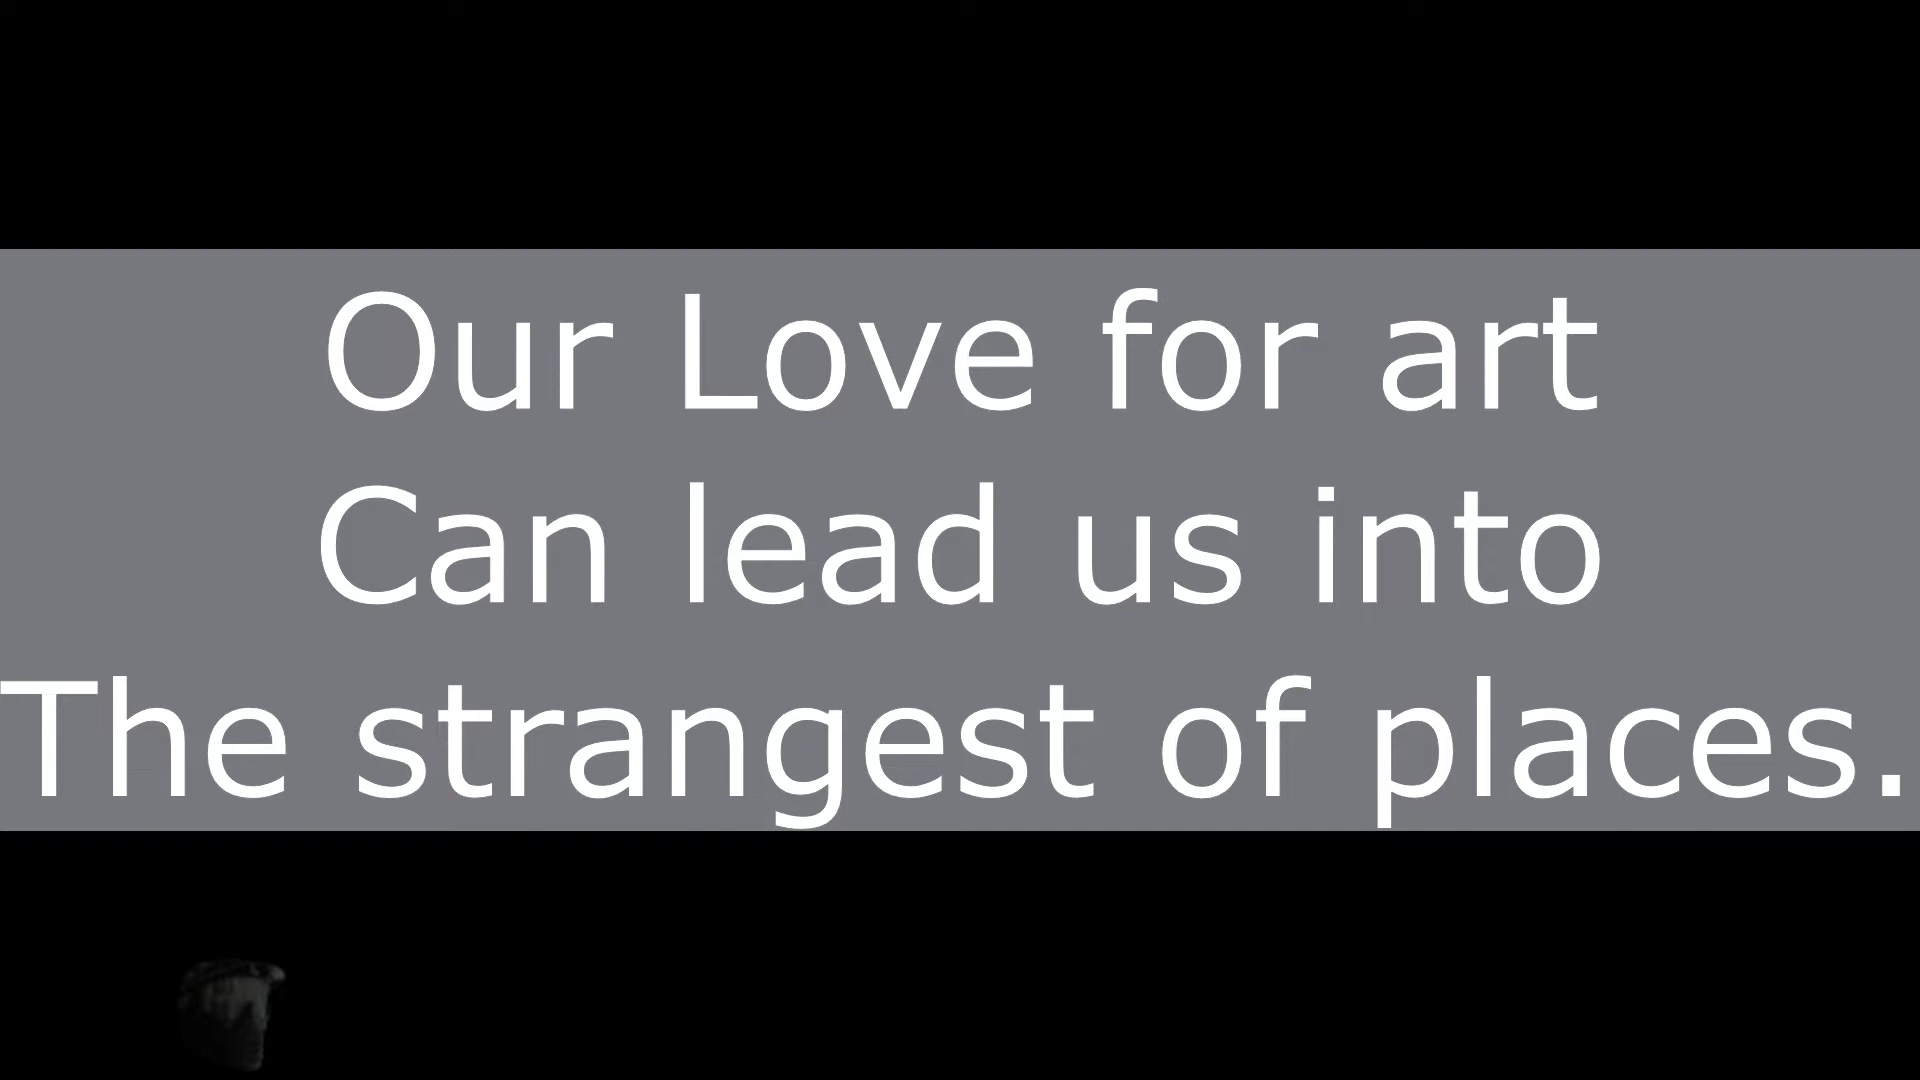 Our Love for art
Can lead us into
The strangest of places.